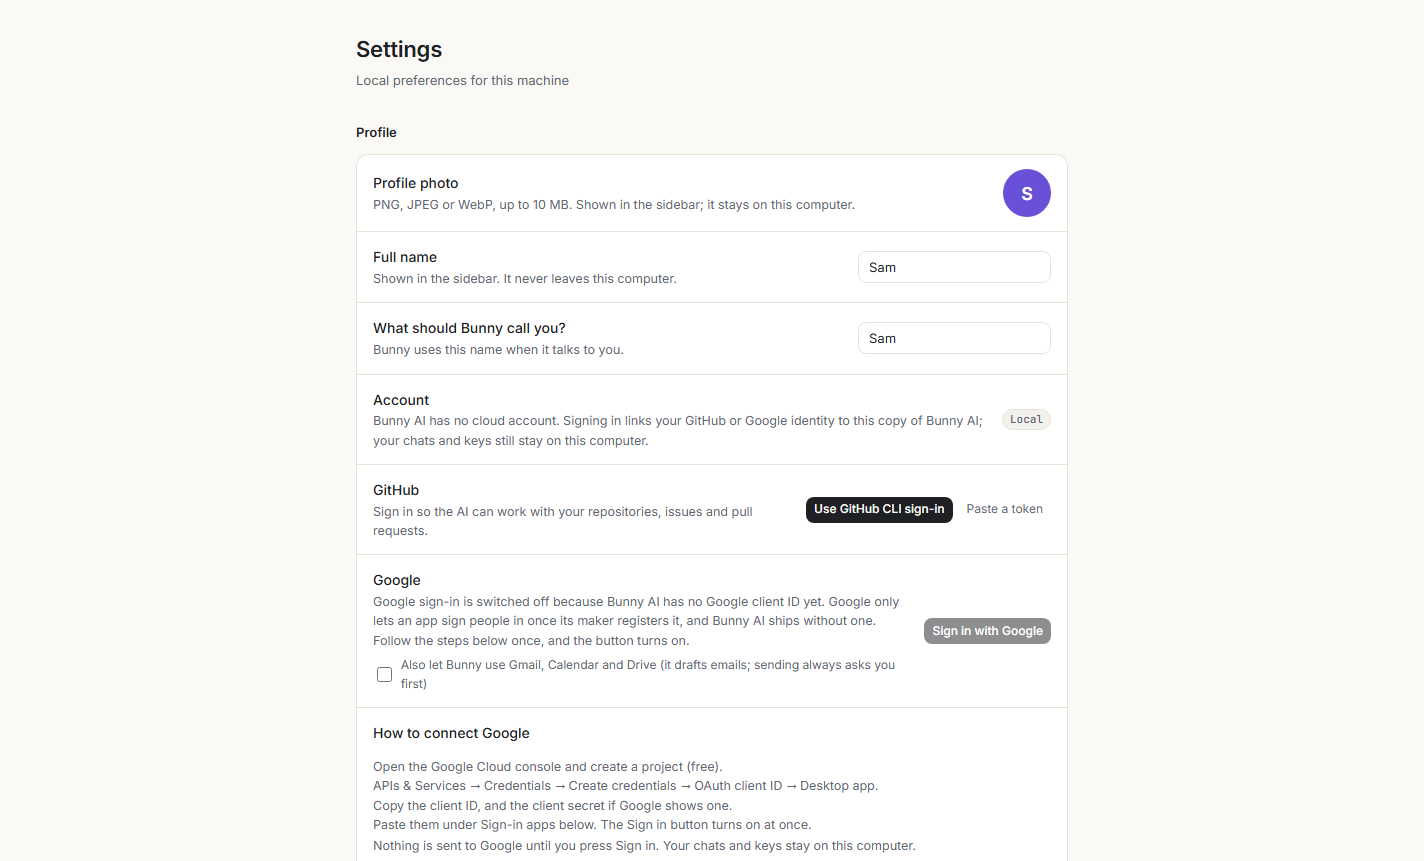 Settings
Local preferences for this machine
Profile
Profile photo
PNG, JPEG or WebP, up to 10 MB. Shown in the sidebar; it stays on this computer.
S
Full name
Shown in the sidebar. It never leaves this computer.
Sam
What should Bunny call you?
Bunny uses this name when it talks to you.
Sam
Account
Bunny AI has no cloud account. Signing in links your GitHub or Google identity to this copy of Bunny AI;
your chats and keys still stay on this computer.
Local
GitHub
Sign in so the AI can work with your repositories, issues and pull
requests.
Use GitHub CLI sign-in
Paste a token
Google
Google sign-in is switched off because Bunny AI has no Google client ID yet. Google only
lets an app sign people in once its maker registers it, and Bunny AI ships without one.
Follow the steps below once, and the button turns on.
Sign in with Google
Also let Bunny use Gmail, Calendar and Drive (it drafts emails; sending always asks you
first)
How to connect Google
Open the Google Cloud console and create a project (free).
APIs & Services → Credentials → Create credentials → OAuth client ID → Desktop app.
Copy the client ID, and the client secret if Google shows one.
Paste them under Sign-in apps below. The Sign in button turns on at once.
Nothing is sent to Google until you press Sign in. Your chats and keys stay on this computer.